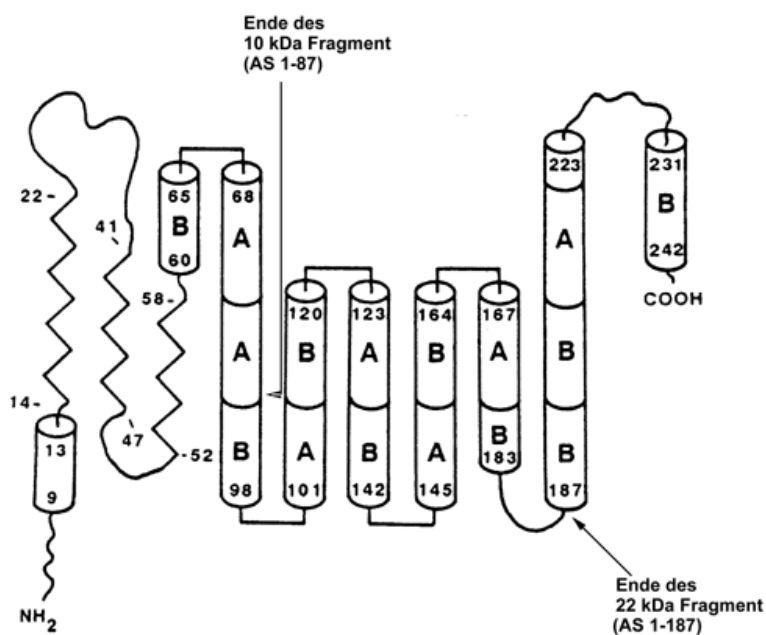 Ende des
10 kDa Fragment
(AS 1-87)
22-
41
14-
13
9
NH2
47
-52
58-
65
B
60
68
A
A
B
98
120
B
A
101
123
A
B
142
164
B
A
145
167
A
B
183
223
A
B
B
187
231
B
242
COOH
Ende des
22 kDa Fragment
(AS 1-187)